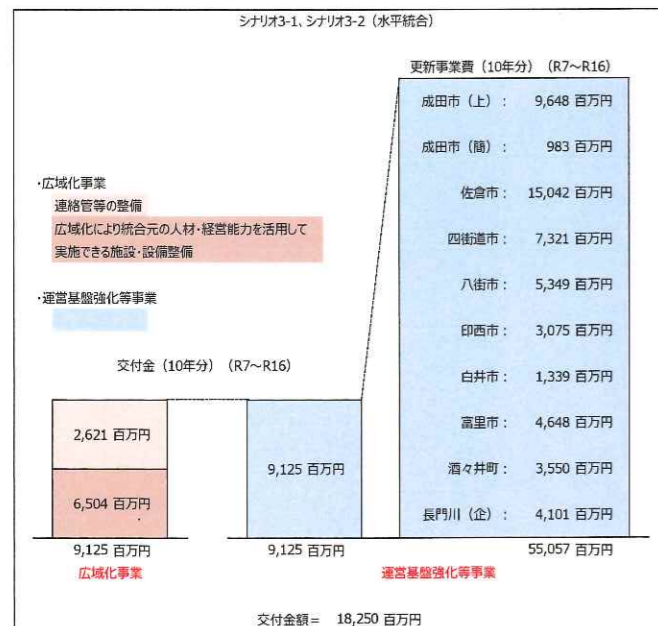 シナリオ3-1、シナリオ3-2（水平統合）
更新事業費（10年分）（R7～R16）
成田市（上）： 9,648 百万円
成田市（簡）： 983 百万円
佐倉市： 15,042 百万円
四街道市： 7,321 百万円
八街市： 5,349 百万円
印西市： 3,075 百万円
白井市： 1,339 百万円
富里市： 4,648 百万円
酒々井町： 3,550 百万円
長門川（企）： 4,101 百万円
55,057 百万円
・広域化事業
連絡管等の整備
広域化により統合元の人材・経営能力を活用して
実施できる施設・設備整備
・運営基盤強化等事業
交付金（10年分）（R7～R16）
2,621 百万円
6,504 百万円
9,125 百万円
広域化事業
9,125 百万円
9,125 百万円
運営基盤強化等事業
交付金額＝ 18,250 百万円